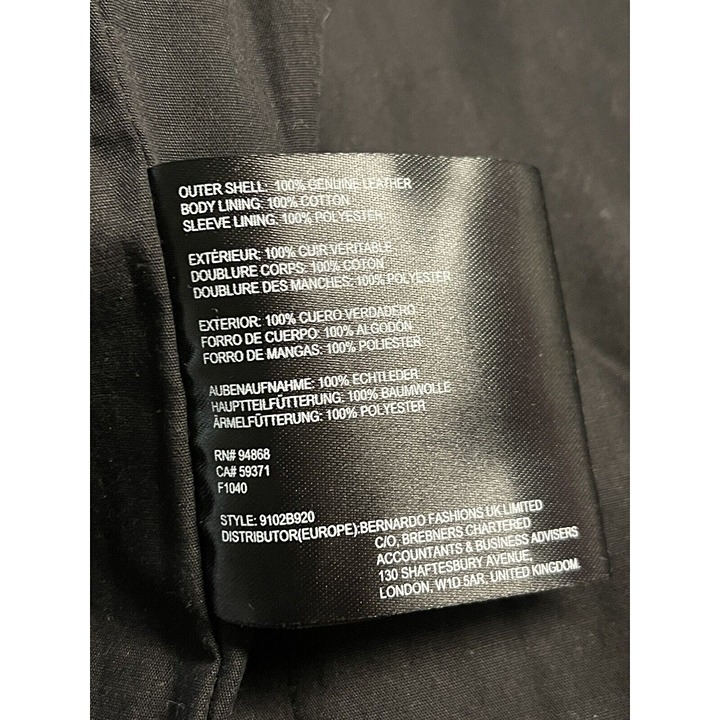 OUTER SHELL: 100% GENUINE LEATHER
BODY LINING: 100% COTTON
SLEEVE LINING: 100% POLYESTER
EXTÉRIEUR: 100% CUIR VERITABLE
DOUBLURE CORPS: 100% COTON
DOUBLURE DES MANCHES: 100% POLYESTER
EXTERIOR: 100% CUERO VERDADERO
FORRO DE CUERPO: 100% ALGODÓN
FORRO DE MANGAS: 100% POLIÉSTER
AUBENAUFNAHME: 100% ECHTLEDER
HAUPTTEILFÜTTERUNG: 100% BAUMWOLLE
ÄRMELFÜTTERUNG: 100% POLYESTER
RN# 94868
CA# 59371
F1040
STYLE: 9102B920
DISTRIBUTOR(EUROPE):BERNARDO FASHIONS UK LIMITED
C/O, BREBNERS CHARTERED
ACCOUNTANTS & BUSINESS ADVISERS
130 SHAFTESBURY AVENUE,
LONDON, W1D 5AR, UNITED KINGDOM.